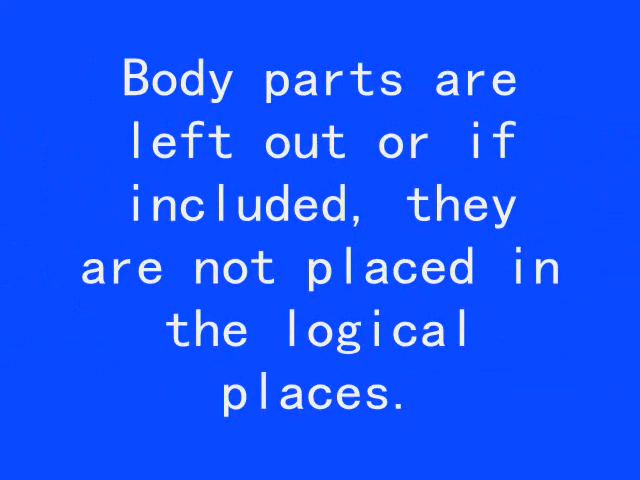 Body parts are
left out or if
included, they
are not placed in
the logical
places.